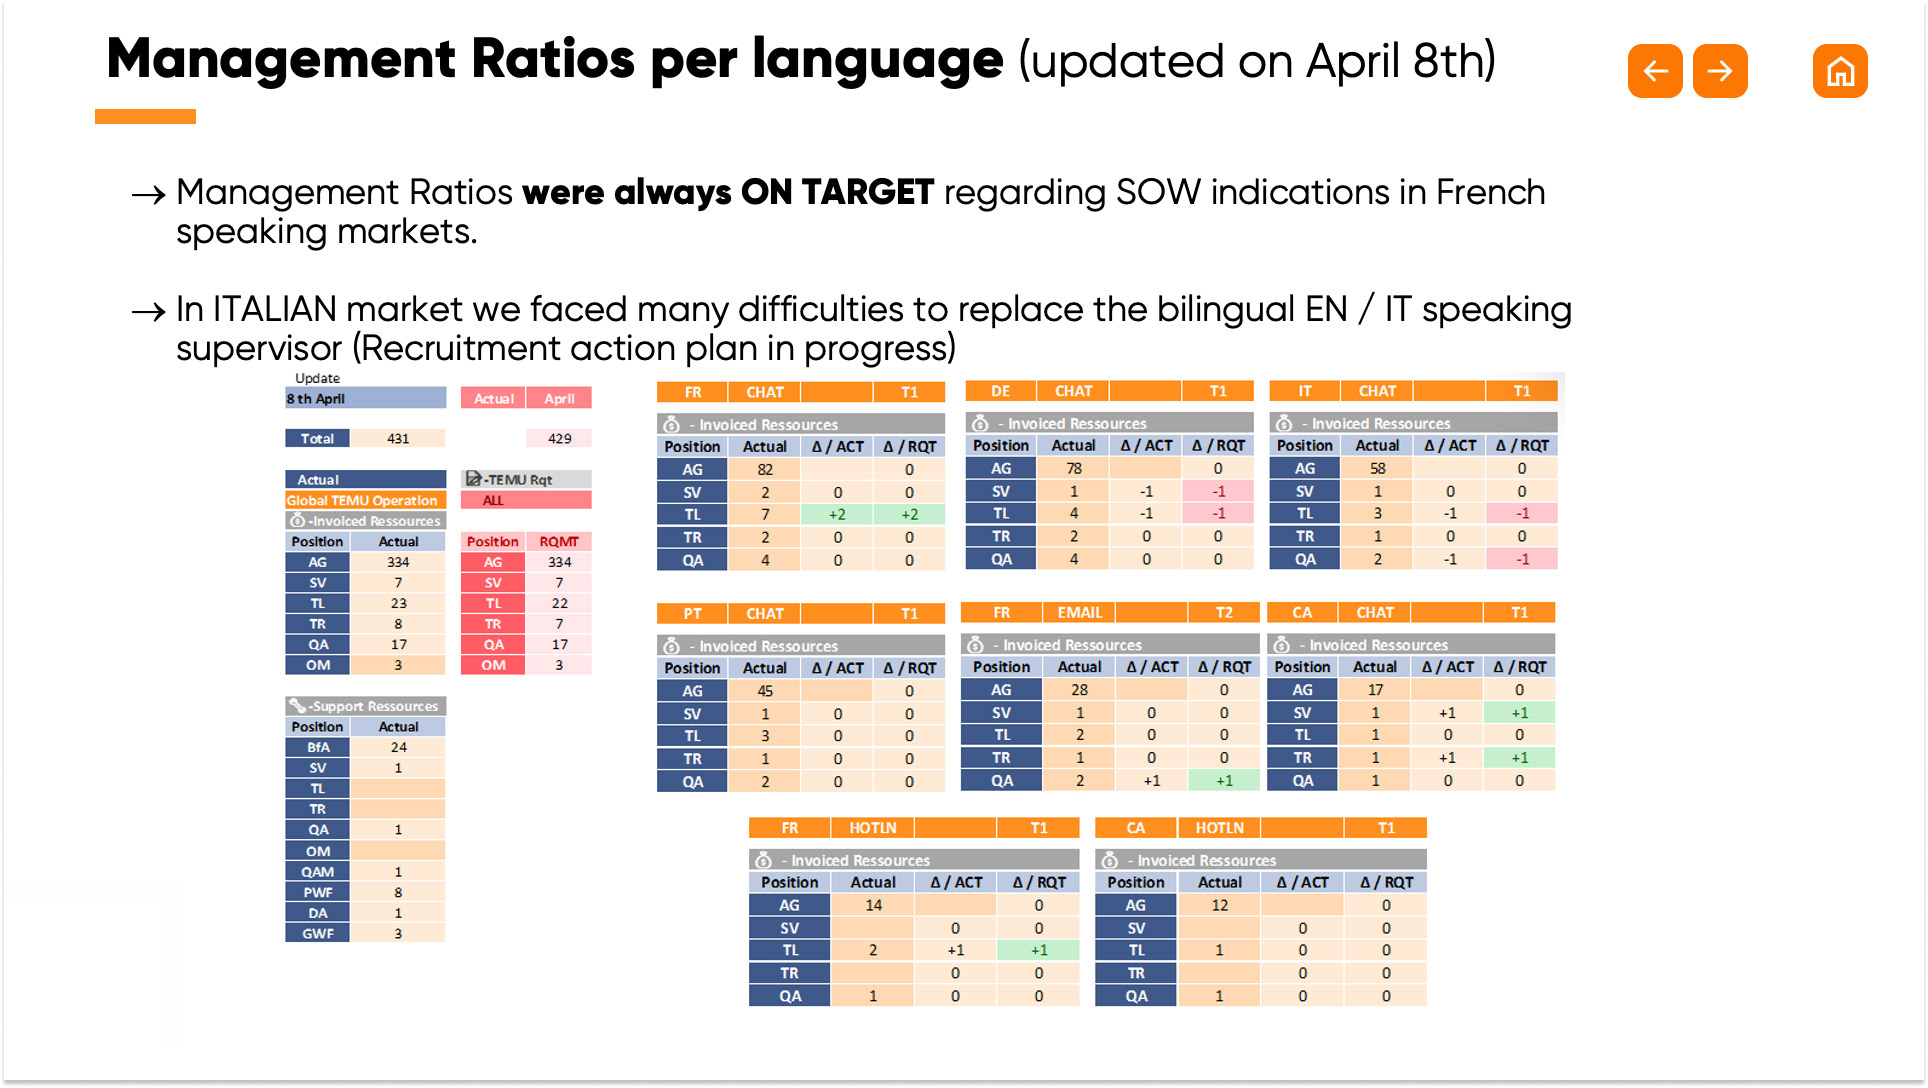 Management Ratios per language (updated on April 8th)
→ Management Ratios were always ON TARGET regarding SOW indications in French
speaking markets.
→ In ITALIAN market we faced many difficulties to replace the bilingual EN / IT speaking
supervisor (Recruitment action plan in progress)
Update
8 th April
Actual April
Total 431
429
Actual
Global TEMU Operation
-Invoiced Ressources
Position Actual
AG 334
SV 7
TL 23
TR 8
QA 17
OM 3
-TEMU Rqt
ALL
Position RQMT
AG 334
SV 7
TL 22
TR 7
QA 17
OM 3
-Support Ressources
Position Actual
BfA 24
SV 1
TL
TR
QA 1
OM
QAM 1
PWF 8
DA 1
GWF 3
FR CHAT T1
- Invoiced Ressources
Position Actual Δ / ACT Δ / RQT
AG 82 0
SV 2 0 0
TL 7 +2 +2
TR 2 0 0
QA 4 0 0
DE CHAT T1
- Invoiced Ressources
Position Actual Δ / ACT Δ / RQT
AG 78 0
SV 1 -1 -1
TL 4 -1 -1
TR 2 0 0
QA 4 0 0
IT CHAT T1
- Invoiced Ressources
Position Actual Δ / ACT Δ / RQT
AG 58 0
SV 1 0 0
TL 3 -1 -1
TR 1 0 0
QA 2 -1 -1
PT CHAT T1
- Invoiced Ressources
Position Actual Δ / ACT Δ / RQT
AG 45 0
SV 1 0 0
TL 3 0 0
TR 1 0 0
QA 2 0 0
FR EMAIL T2
- Invoiced Ressources
Position Actual Δ / ACT Δ / RQT
AG 28 0
SV 1 0 0
TL 2 0 0
TR 1 0 0
QA 2 +1 +1
CA CHAT T1
- Invoiced Ressources
Position Actual Δ / ACT Δ / RQT
AG 17 0
SV 1 +1 +1
TL 1 0 0
TR 1 +1 +1
QA 1 0 0
FR HOTLN T1
- Invoiced Ressources
Position Actual Δ / ACT Δ / RQT
AG 14 0
SV 0 0
TL 2 +1 +1
TR 0 0
QA 1 0 0
CA HOTLN T1
- Invoiced Ressources
Position Actual Δ / ACT Δ / RQT
AG 12 0
SV 0 0
TL 1 0 0
TR 0 0
QA 1 0 0